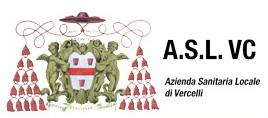 A.S.L. VC
Azienda Sanitaria Locale
di Vercelli